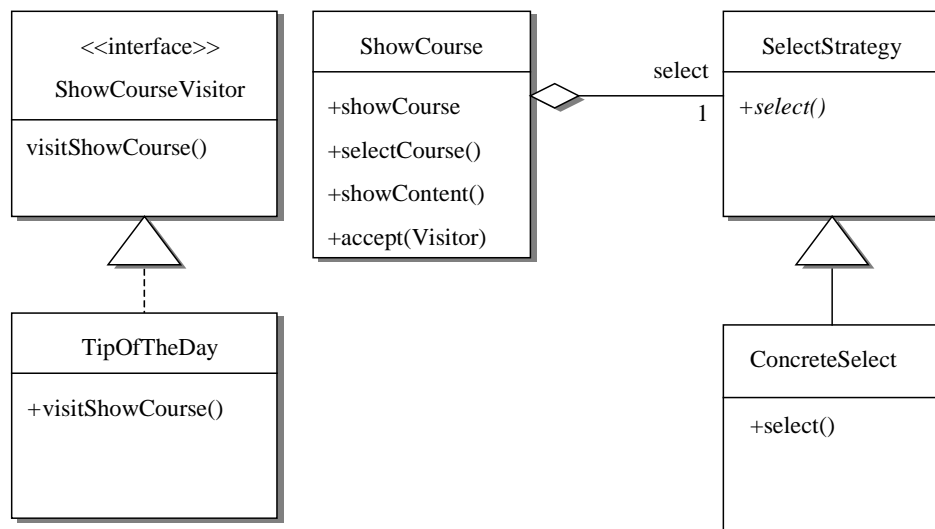 <<interface>>
ShowCourseVisitor
visitShowCourse()
TipOfTheDay
+visitShowCourse()
ShowCourse
+showCourse
+selectCourse()
+showContent()
+accept(Visitor)
select
1
SelectStrategy
+select()
ConcreteSelect
+select()